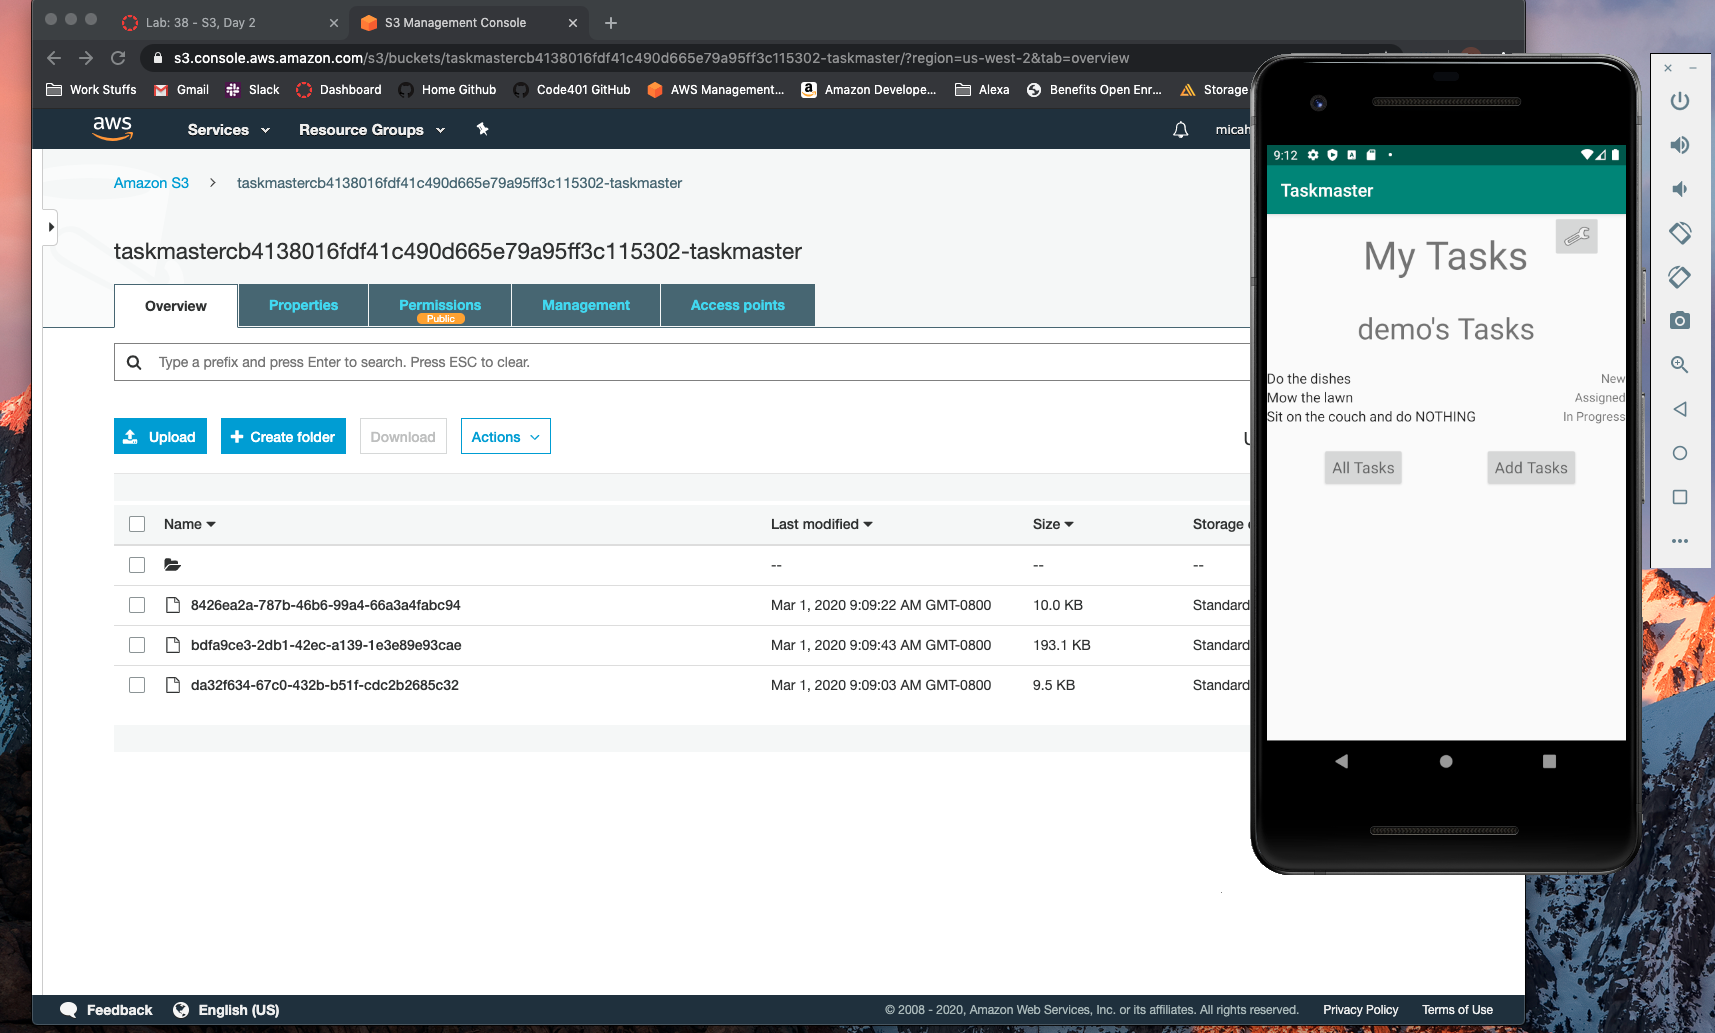 Lab: 38 - S3, Day 2
S3 Management Console
s3.console.aws.amazon.com/s3/buckets/taskmastercb4138016fdf41c490d665e79a95ff3c115302-taskmaster/?region=us-west-2&tab=overview
Work Stuffs Gmail Slack Dashboard Home Github Code401 GitHub AWS Management... Amazon Develope... Alexa Benefits Open Enr... Storage
aws Services Resource Groups micah
Amazon S3 > taskmastercb4138016fdf41c490d665e79a95ff3c115302-taskmaster
taskmastercb4138016fdf41c490d665e79a95ff3c115302-taskmaster
Overview Properties Permissions Management Access points
Public
Type a prefix and press Enter to search. Press ESC to clear.
Upload + Create folder Download Actions
Name Last modified Size Storage
-- -- --
8426ea2a-787b-46b6-99a4-66a3a4fabc94 Mar 1, 2020 9:09:22 AM GMT-0800 10.0 KB Standard
bdfa9ce3-2db1-42ec-a139-1e3e89e93cae Mar 1, 2020 9:09:43 AM GMT-0800 193.1 KB Standard
da32f634-67c0-432b-b51f-cdc2b2685c32 Mar 1, 2020 9:09:03 AM GMT-0800 9.5 KB Standard
Feedback English (US) © 2008 - 2020, Amazon Web Services, Inc. or its affiliates. All rights reserved. Privacy Policy Terms of Use
9:12
Taskmaster
My Tasks
demo's Tasks
Do the dishes New
Mow the lawn Assigned
Sit on the couch and do NOTHING In Progress
All Tasks Add Tasks